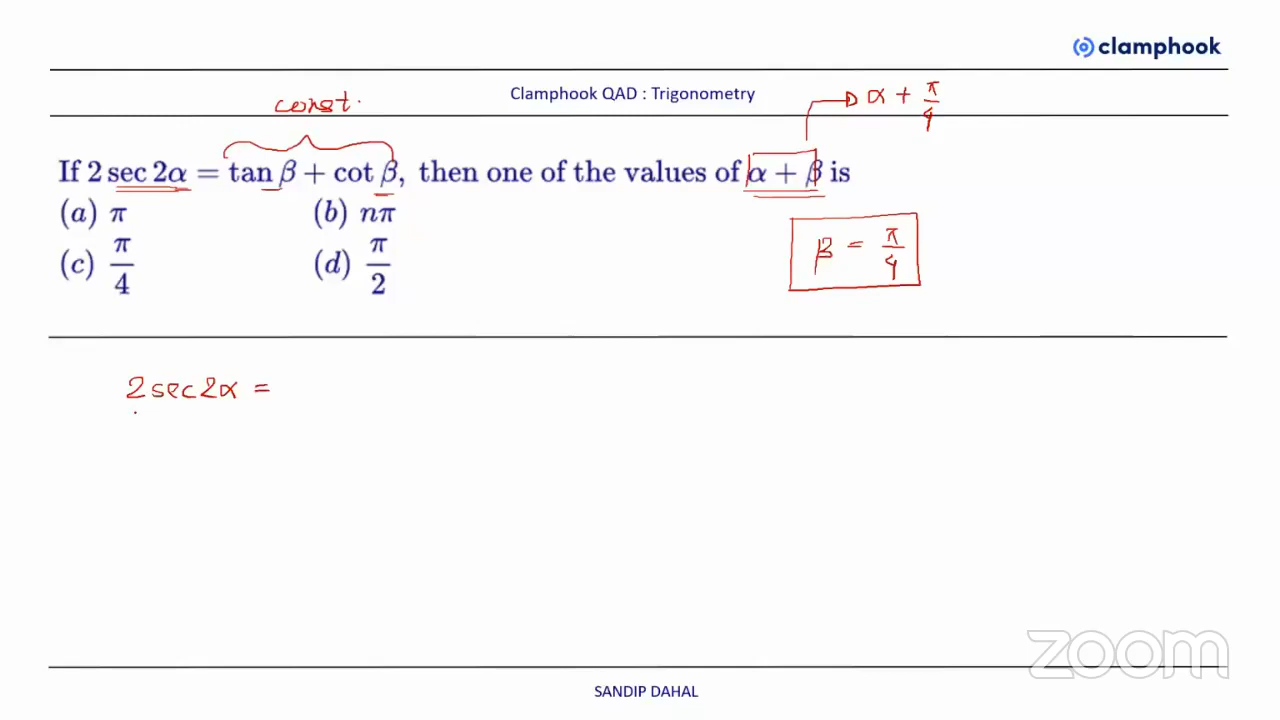 clamphook
Clamphook QAD : Trigonometry
const.
α + π/4
If 2 sec 2α = tan β + cot β, then one of the values of α + β is
(a) π (b) nπ
(c) π/4 (d) π/2
β = π/4
2sec2α =
zoom
SANDIP DAHAL